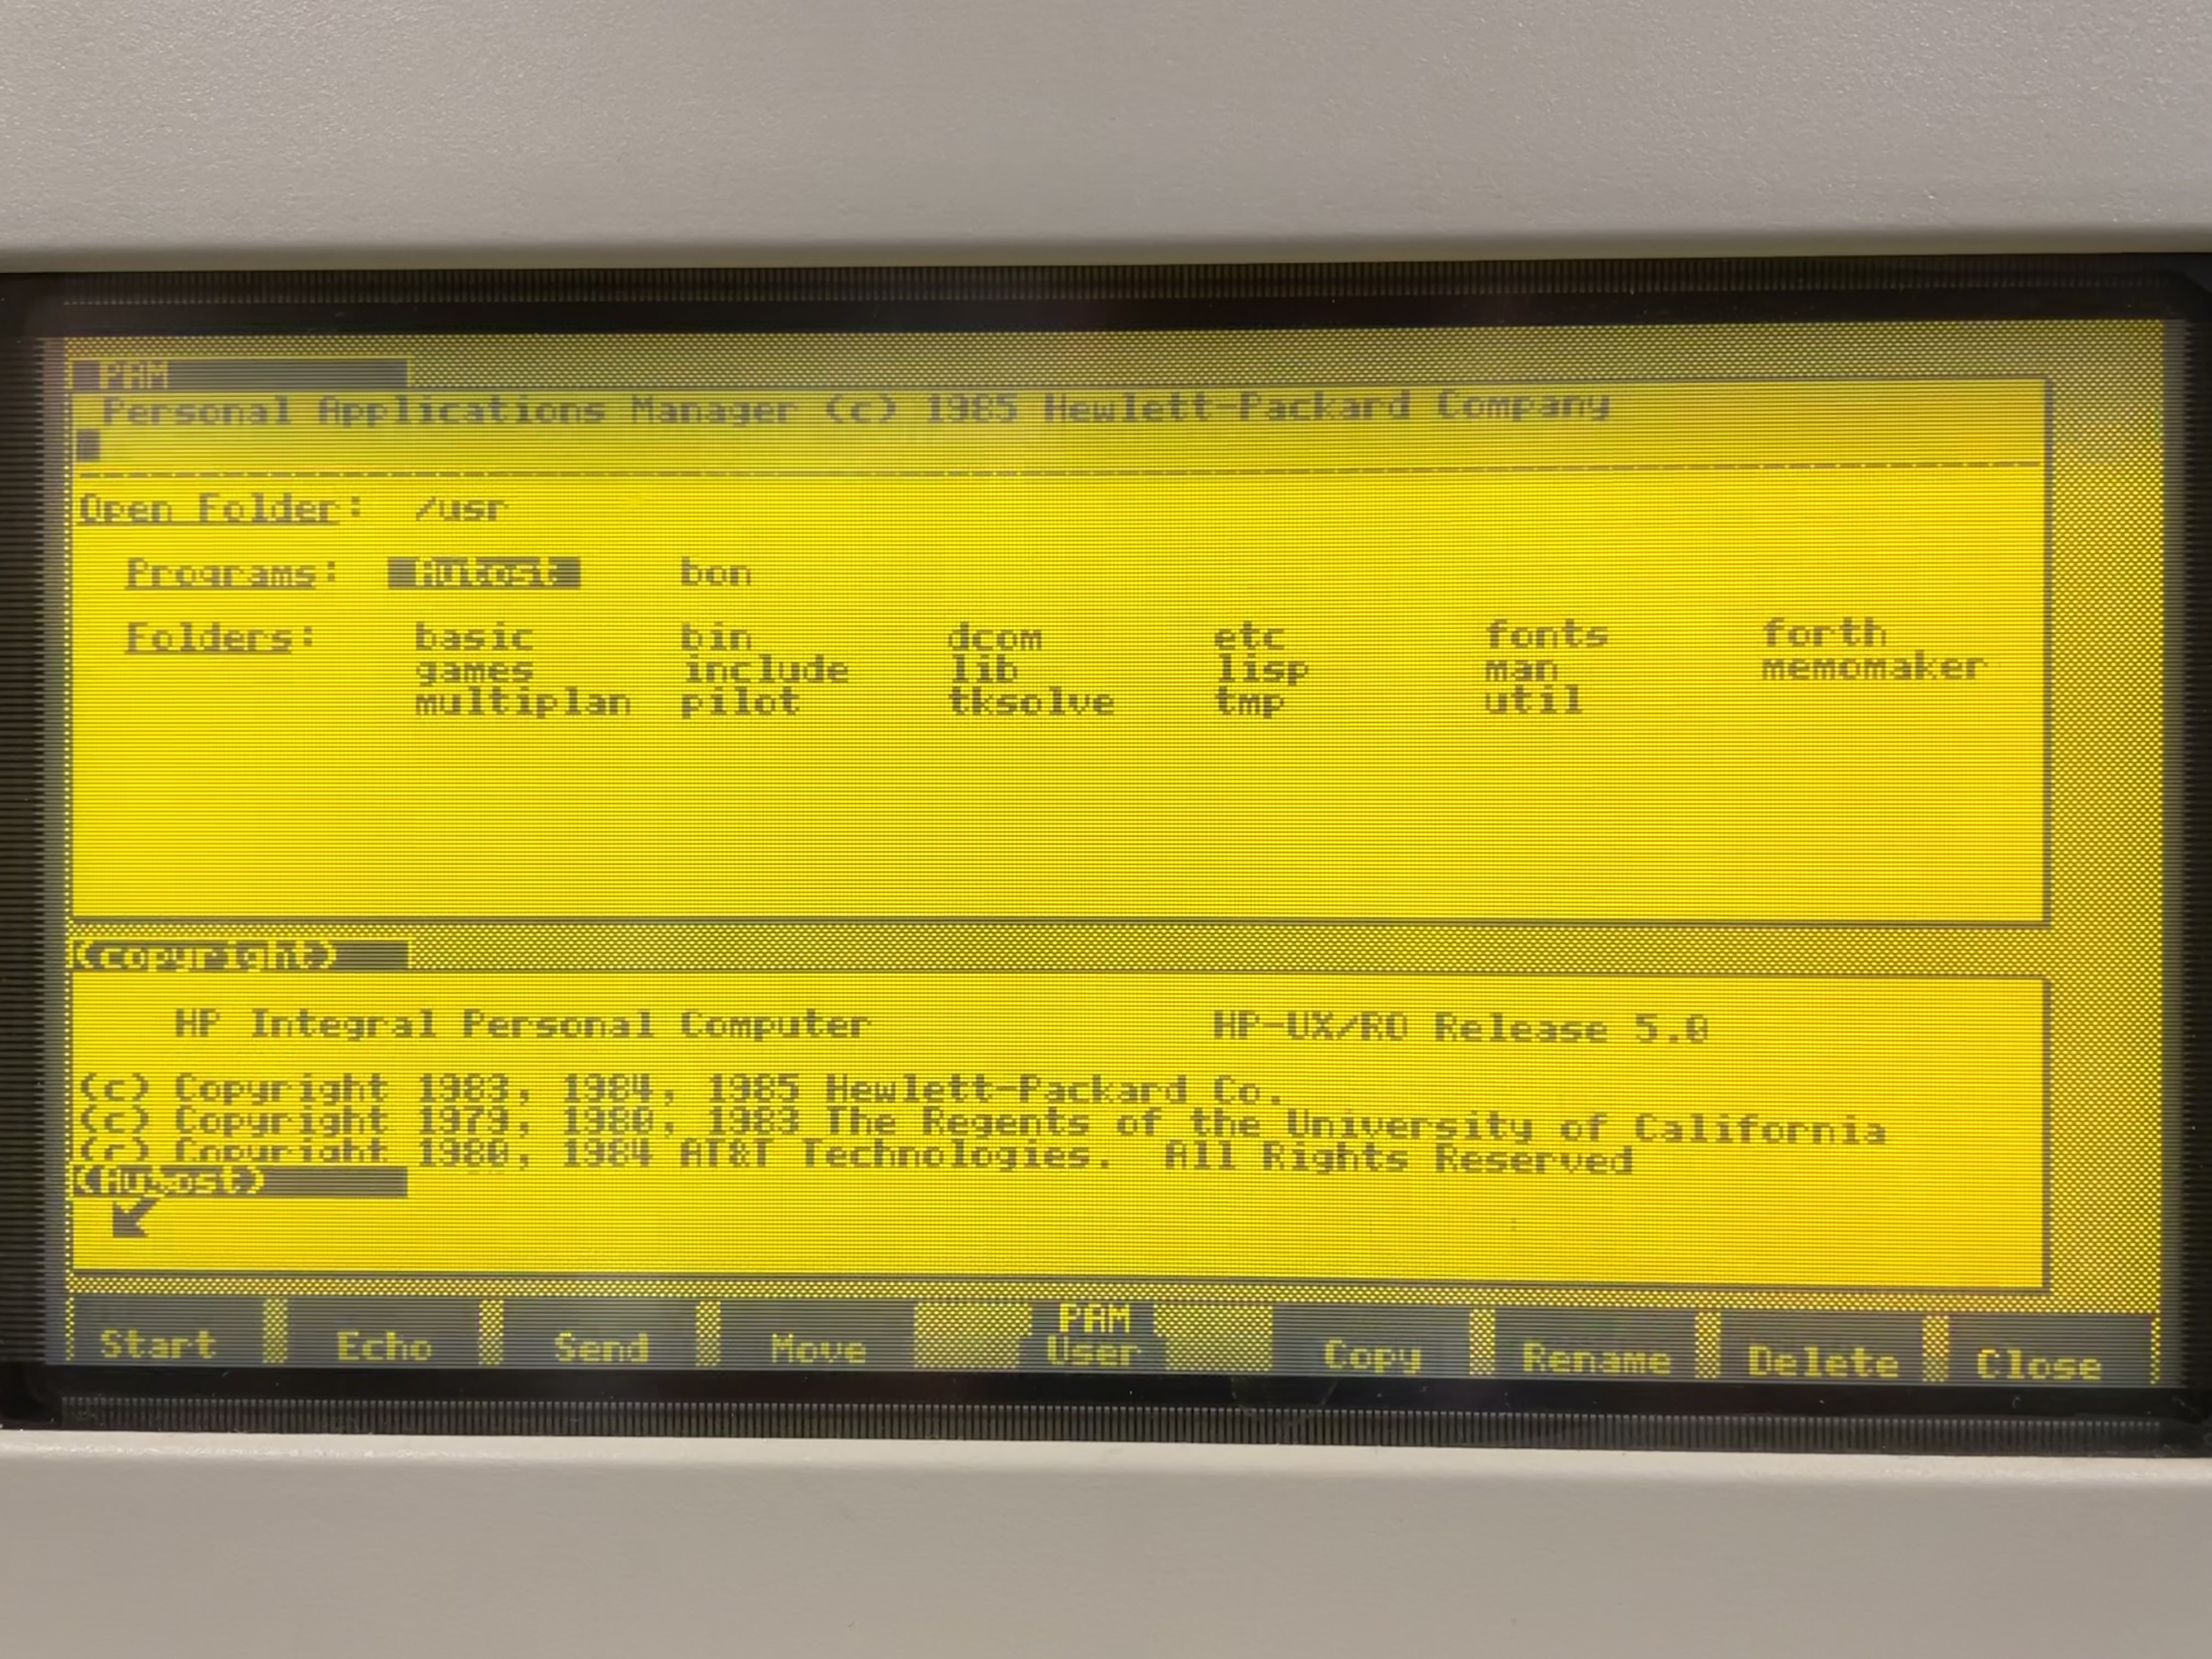 PAM
Personal Applications Manager (c) 1985 Hewlett-Packard Company
Open Folder: /usr
Programs: Autost bon
Folders: basic bin dcom etc fonts forth
games include lib lisp man memomaker
multiplan pilot tksolve tmp util
(copyright)
HP Integral Personal Computer HP-UX/RO Release 5.0
(c) Copyright 1983, 1984, 1985 Hewlett-Packard Co.
(c) Copyright 1979, 1980, 1983 The Regents of the University of California
(c) Copyright 1980, 1984 AT&T Technologies. All Rights Reserved
(Autost)
PAM
Start Echo Send Move User Copy Rename Delete Close